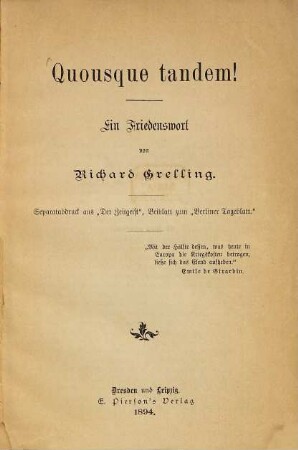 Quousque tandem!
Ein Friedenswort
von
Richard Grelling.
Separatabdruck aus „Der Zeitgeist“, Beiblatt zum „Berliner Tageblatt.“
„Mit der Hälfte dessen, was heute in
Europa die Kriegskosten betragen,
ließe sich das Elend aufheben.“
Emile de Girardin.
Dresden und Leipzig.
E. Pierson's Verlag
1894.